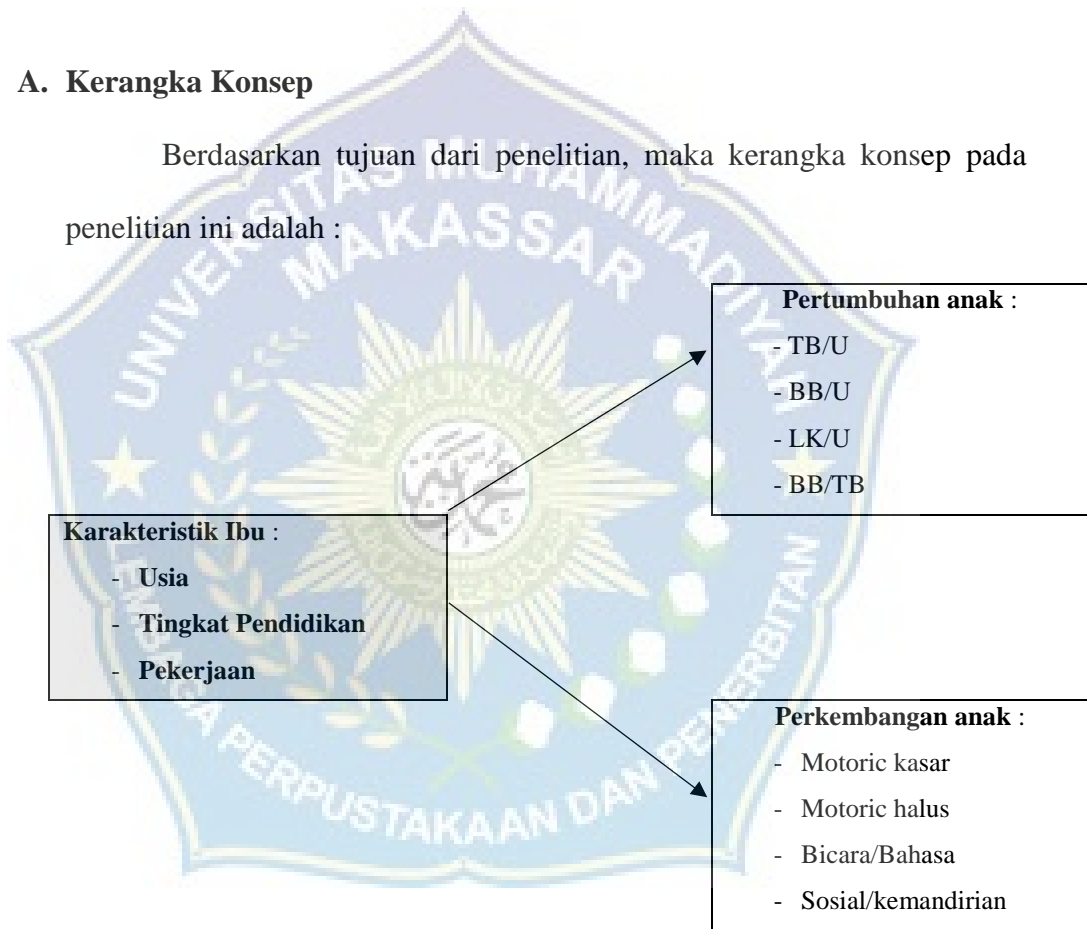 A. Kerangka Konsep
Berdasarkan tujuan dari penelitian, maka kerangka konsep pada
penelitian ini adalah :
Pertumbuhan anak :
- TB/U
- BB/U
- LK/U
- BB/TB
Karakteristik Ibu :
- Usia
- Tingkat Pendidikan
- Pekerjaan
Perkembangan anak :
- Motoric kasar
- Motoric halus
- Bicara/Bahasa
- Sosial/kemandirian
UNIVERSITAS MUHAMMADIYAH
MAKASSAR
LEMBAGA PERPUSTAKAAN DAN PENERBITAN